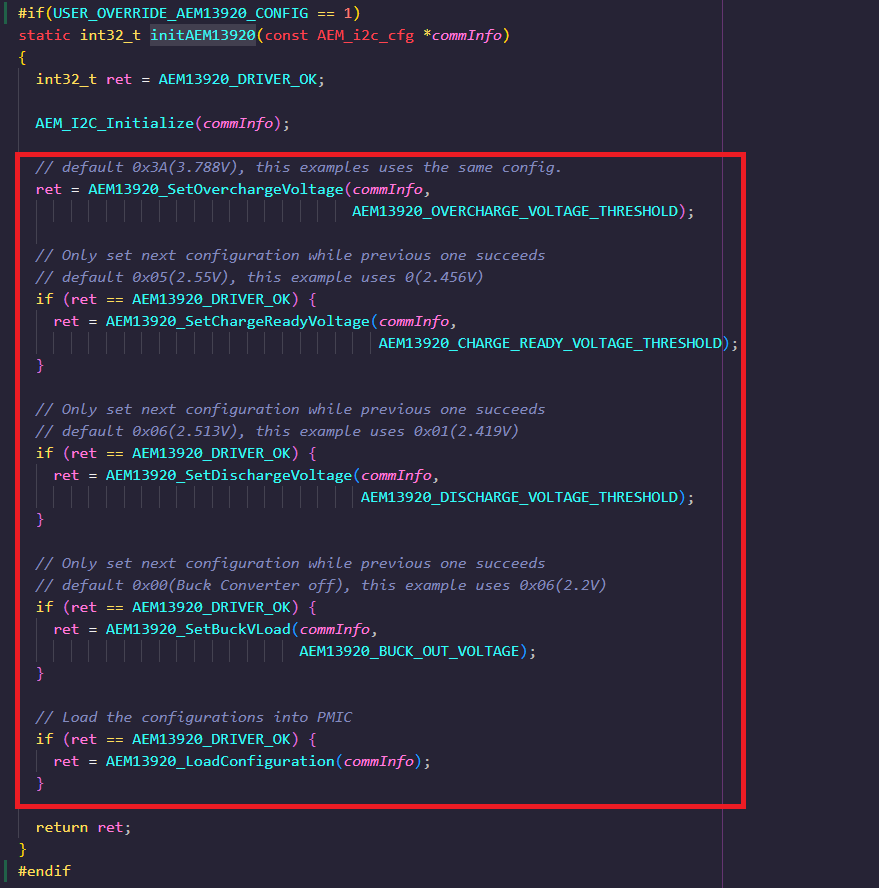 #if(USER_OVERRIDE_AEM13920_CONFIG == 1)
static int32_t initAEM13920(const AEM_i2c_cfg *commInfo)
{
  int32_t ret = AEM13920_DRIVER_OK;

  AEM_I2C_Initialize(commInfo);

  // default 0x3A(3.788V), this examples uses the same config.
  ret = AEM13920_SetOverchargeVoltage(commInfo,
                                      AEM13920_OVERCHARGE_VOLTAGE_THRESHOLD);

  // Only set next configuration while previous one succeeds
  // default 0x05(2.55V), this example uses 0(2.456V)
  if (ret == AEM13920_DRIVER_OK) {
    ret = AEM13920_SetChargeReadyVoltage(commInfo,
                                         AEM13920_CHARGE_READY_VOLTAGE_THRESHOLD);
  }

  // Only set next configuration while previous one succeeds
  // default 0x06(2.513V), this example uses 0x01(2.419V)
  if (ret == AEM13920_DRIVER_OK) {
    ret = AEM13920_SetDischargeVoltage(commInfo,
                                       AEM13920_DISCHARGE_VOLTAGE_THRESHOLD);
  }

  // Only set next configuration while previous one succeeds
  // default 0x00(Buck Converter off), this example uses 0x06(2.2V)
  if (ret == AEM13920_DRIVER_OK) {
    ret = AEM13920_SetBuckVLoad(commInfo,
                                AEM13920_BUCK_OUT_VOLTAGE);
  }

  // Load the configurations into PMIC
  if (ret == AEM13920_DRIVER_OK) {
    ret = AEM13920_LoadConfiguration(commInfo);
  }

  return ret;
}
#endif